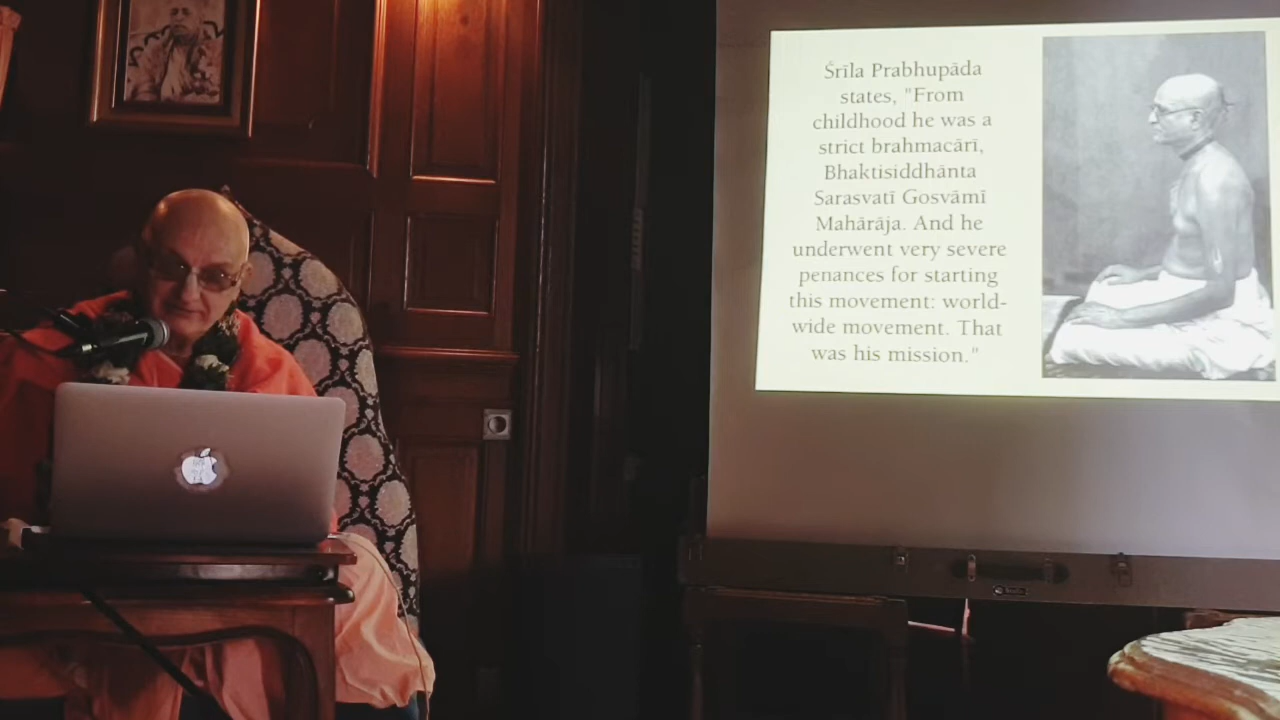 Śrīla Prabhupāda
states, "From
childhood he was a
strict brahmacārī,
Bhaktisiddhānta
Sarasvatī Gosvāmī
Mahārāja. And he
underwent very severe
penances for starting
this movement: world-
wide movement. That
was his mission."